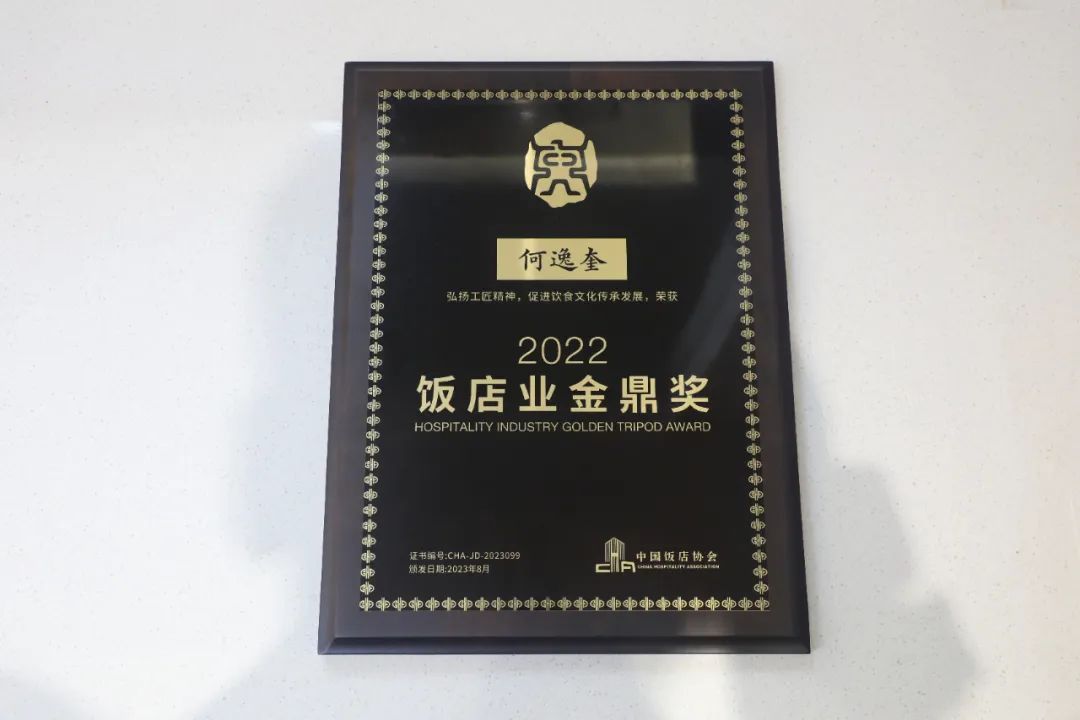 何逸奎
弘扬工匠精神，促进饮食文化传承发展，荣获
2022
饭店业金鼎奖
HOSPITALITY INDUSTRY GOLDEN TRIPOD AWARD
证书编号:CHA-JD-2023099
颁发日期:2023年8月
CHA
中国饭店协会
CHINA HOSPITALITY ASSOCIATION